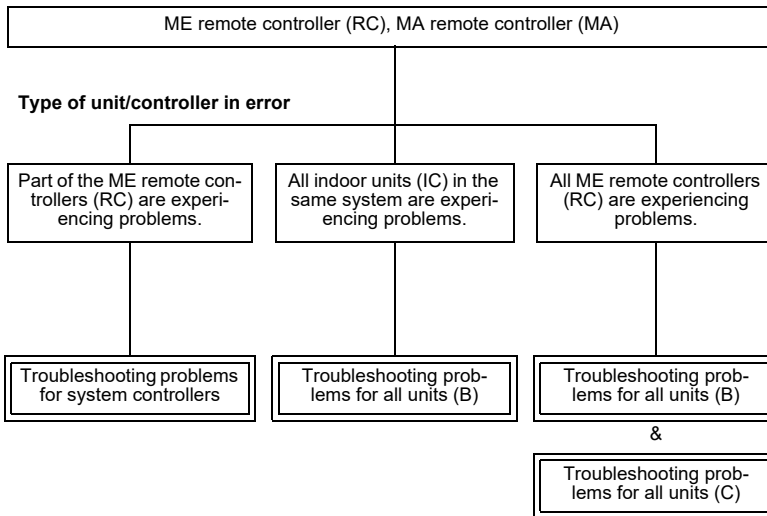 ME remote controller (RC), MA remote controller (MA)
Type of unit/controller in error
Part of the ME remote con-
trollers (RC) are experi-
encing problems.
All indoor units (IC) in the
same system are experi-
encing problems.
All ME remote controllers
(RC) are experiencing
problems.
Troubleshooting problems
for system controllers
Troubleshooting prob-
lems for all units (B)
Troubleshooting prob-
lems for all units (B)
&
Troubleshooting prob-
lems for all units (C)